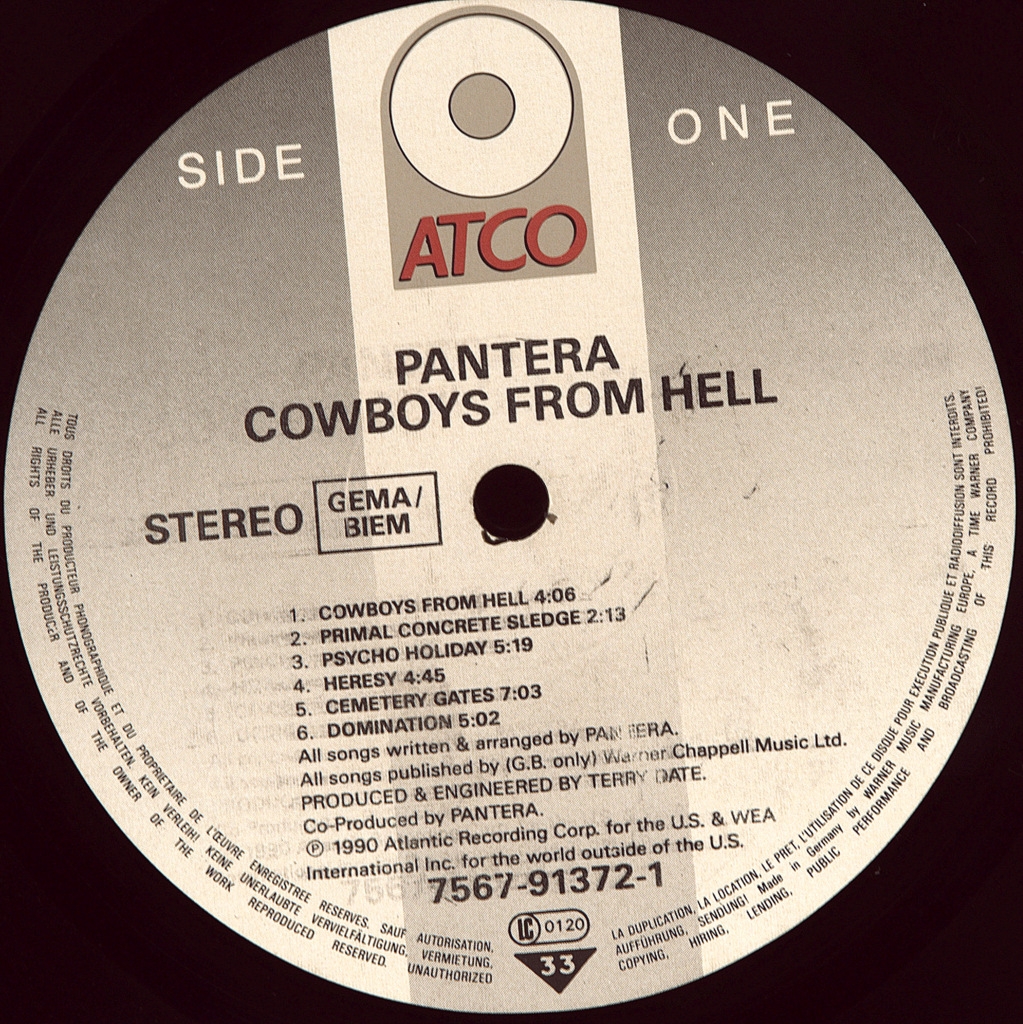 SIDE ONE
ATCO
PANTERA
COWBOYS FROM HELL
STEREO
GEMA/
BIEM
1. COWBOYS FROM HELL 4:06
2. PRIMAL CONCRETE SLEDGE 2:13
3. PSYCHO HOLIDAY 5:19
4. HERESY 4:45
5. CEMETERY GATES 7:03
6. DOMINATION 5:02
All songs written & arranged by PANTERA.
All songs published by (G.B. only) Warner Chappell Music Ltd.
PRODUCED & ENGINEERED BY TERRY DATE.
Co-Produced by PANTERA.
℗ 1990 Atlantic Recording Corp. for the U.S. & WEA
International Inc. for the world outside of the U.S.
7567-91372-1
LC 0120
33
TOUS DROITS DU PRODUCTEUR PHONOGRAPHIQUE ET DU PROPRIETAIRE DE L'ŒUVRE ENREGISTREE RESERVES. SAUF AUTORISATION, LA DUPLICATION, LA LOCATION, LE PRET, L'UTILISATION DE CE DISQUE POUR EXECUTION PUBLIQUE ET RADIODIFFUSION SONT INTERDITS.
ALLE URHEBER UND LEISTUNGSSCHUTZRECHTE VORBEHALTEN. KEIN VERLEIH! KEINE UNERLAUBTE VERVIELFÄLTIGUNG, VERMIETUNG, AUFFÜHRUNG, SENDUNG! Made in Germany by WARNER MUSIC MANUFACTURING EUROPE, A TIME WARNER COMPANY
ALL RIGHTS OF THE PRODUCER AND OF THE OWNER OF THE WORK REPRODUCED RESERVED. UNAUTHORIZED COPYING, HIRING, LENDING, PUBLIC PERFORMANCE AND BROADCASTING OF THIS RECORD PROHIBITED!